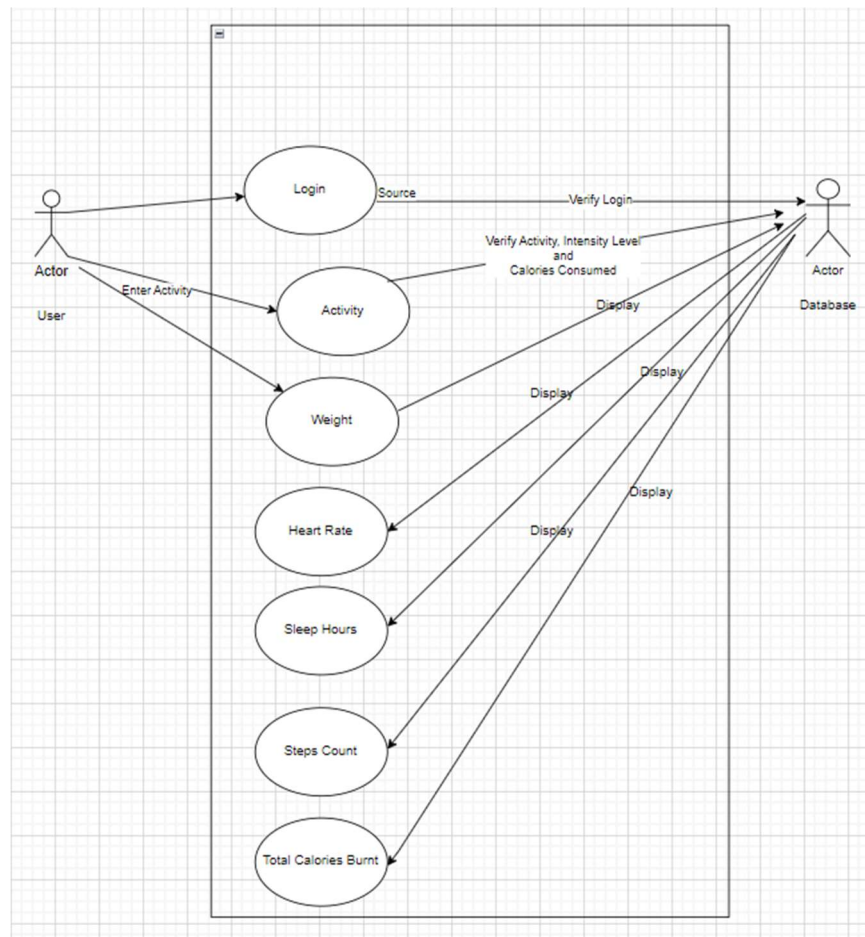 Login
Source
Verify Login
Verify Activity, Intensity Level
and
Calories Consumed
Actor
User
Actor
Database
Enter Activity
Activity
Display
Weight
Display
Display
Heart Rate
Display
Display
Sleep Hours
Steps Count
Total Calories Burnt